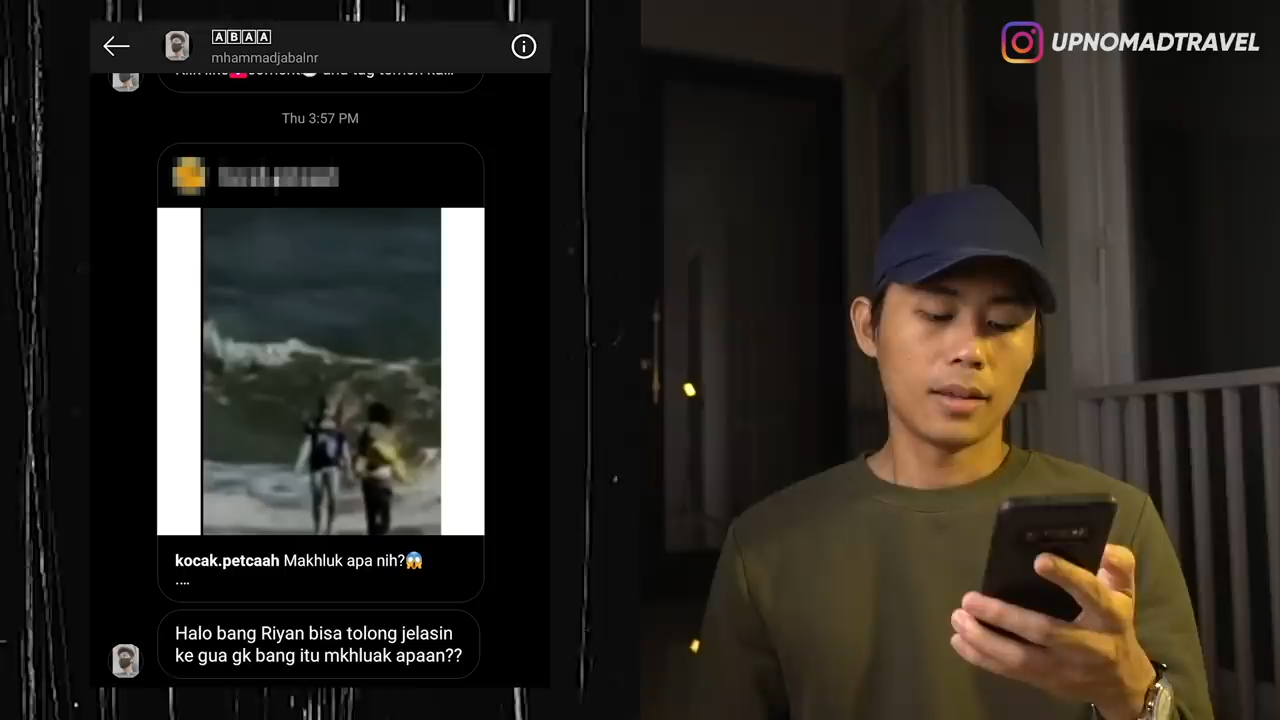 🄰🄱🄰🄰
mhammadjabalnr
UPNOMADTRAVEL
Thu 3:57 PM
kocak.petcaah Makhluk apa nih?😱
....
Halo bang Riyan bisa tolong jelasin
ke gua gk bang itu mkhluak apaan??